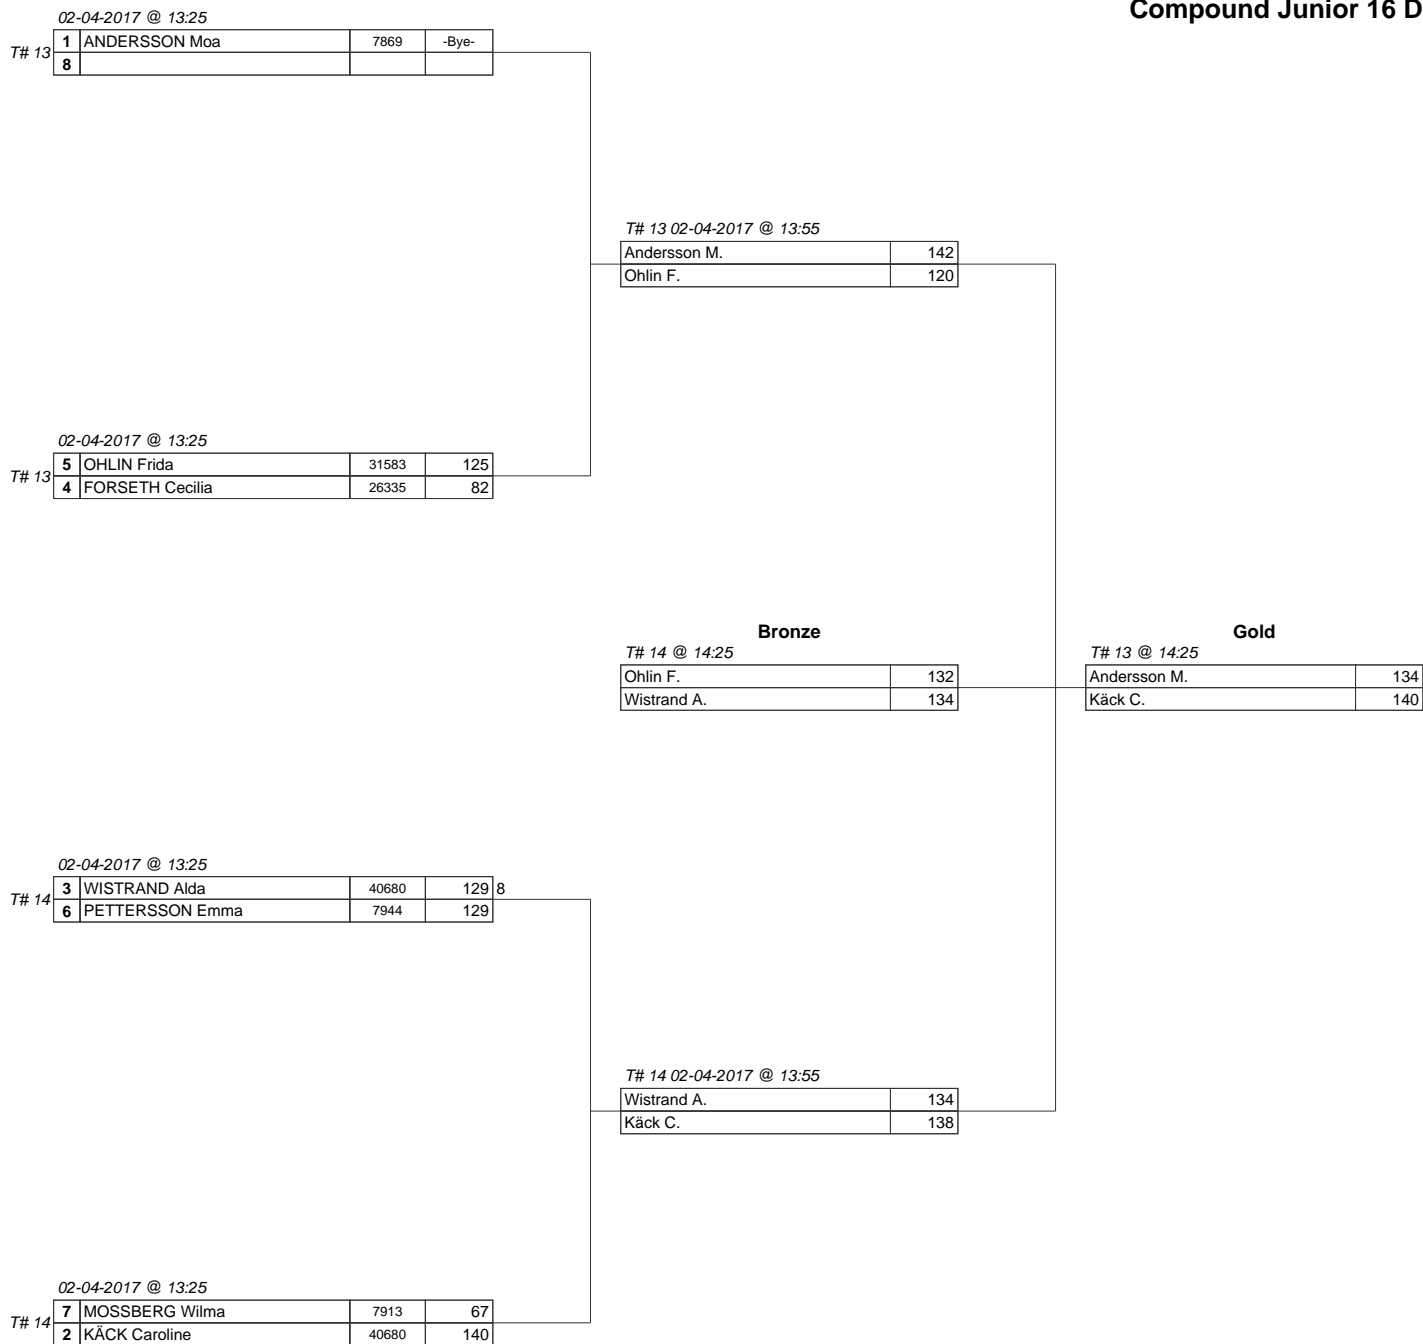 Compound Junior 16 D
02-04-2017 @ 13:25
T# 13
1 ANDERSSON Moa 7869 -Bye-
8
T# 13 02-04-2017 @ 13:55
Andersson M. 142
Ohlin F. 120
02-04-2017 @ 13:25
T# 13
5 OHLIN Frida 31583 125
4 FORSETH Cecilia 26335 82
Bronze
T# 14 @ 14:25
Ohlin F. 132
Wistrand A. 134
Gold
T# 13 @ 14:25
Andersson M. 134
Käck C. 140
02-04-2017 @ 13:25
T# 14
3 WISTRAND Alda 40680 129 8
6 PETTERSSON Emma 7944 129
T# 14 02-04-2017 @ 13:55
Wistrand A. 134
Käck C. 138
02-04-2017 @ 13:25
T# 14
7 MOSSBERG Wilma 7913 67
2 KÄCK Caroline 40680 140